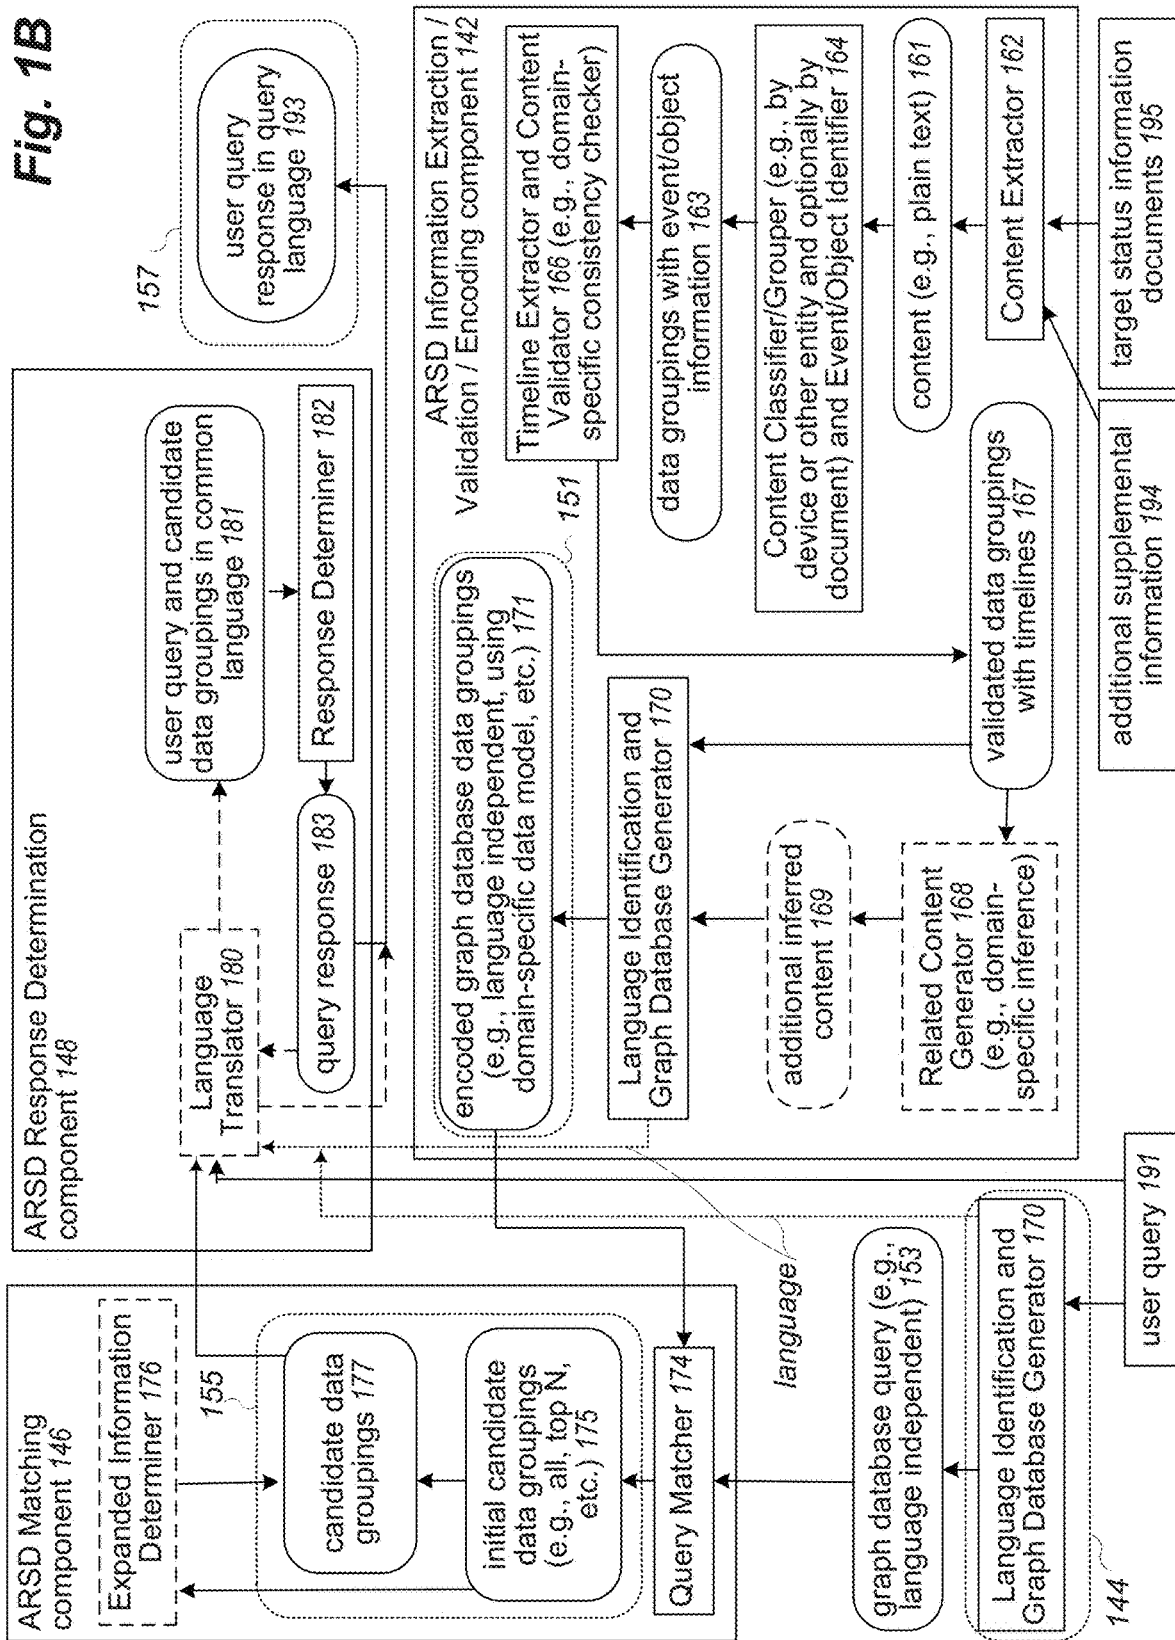 Fig. 1B
ARSD Matching
component 146
Expanded Information
Determiner 176
155
candidate data
groupings 177
initial candidate
data groupings
(e.g., all, top N,
etc.) 175
Query Matcher 174
graph database query (e.g.,
language independent) 153
Language Identification and
Graph Database Generator 170
144
user query 191
language
ARSD Response Determination
component 148
Language
Translator 180
user query and candidate
data groupings in common
language 181
Response Determiner 182
query response 183
157
user query
response in query
language 193
ARSD Information Extraction /
Validation / Encoding component 142
151
encoded graph database data groupings
(e.g., language independent, using
domain-specific data model, etc.) 171
Language Identification and
Graph Database Generator 170
additional inferred
content 169
Related Content
Generator 168
(e.g., domain-
specific inference)
Timeline Extractor and Content
Validator 166 (e.g., domain-
specific consistency checker)
data groupings with event/object
information 163
Content Classifier/Grouper (e.g., by
device or other entity and optionally by
document) and Event/Object Identifier 164
content (e.g., plain text) 161
Content Extractor 162
validated data groupings
with timelines 167
additional supplemental
information 194
target status information
documents 195